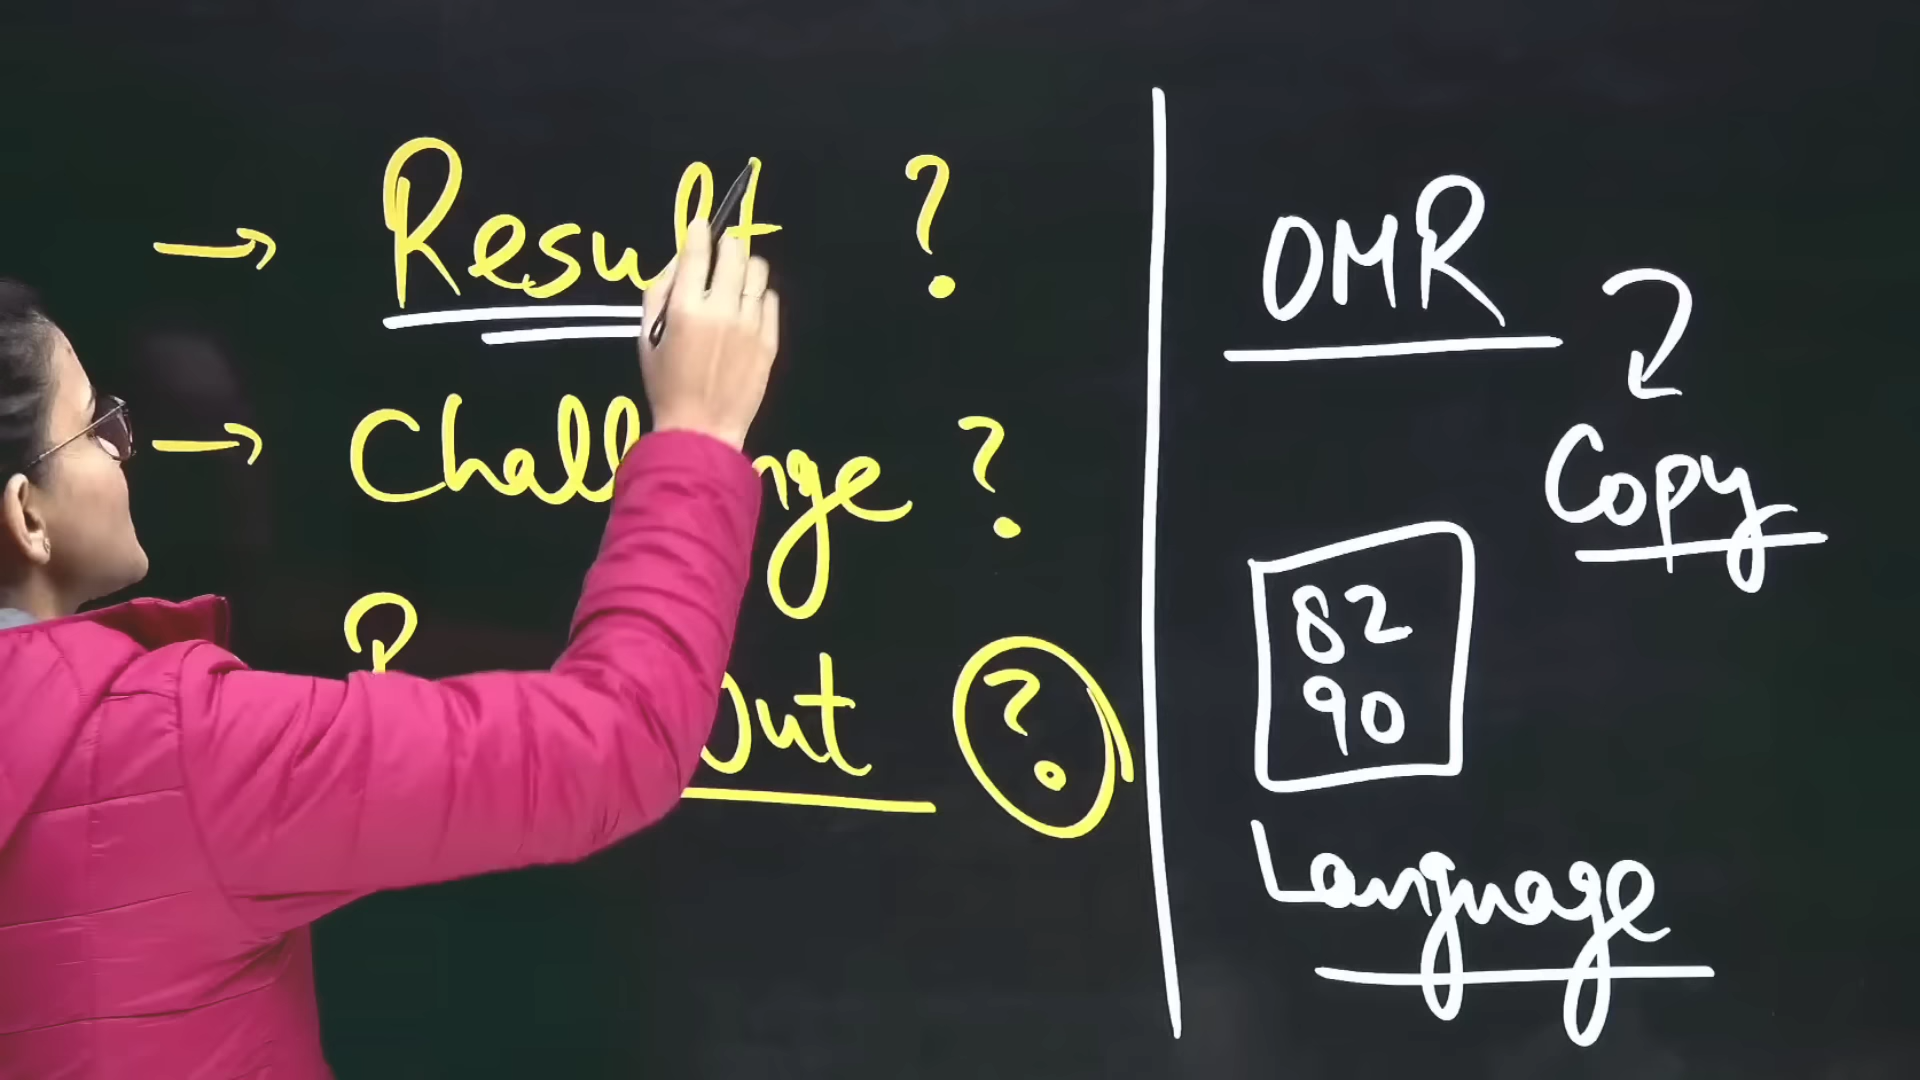 → Result ?
→ Challenge ?
Out ?
OMR
Copy
82
90
Language